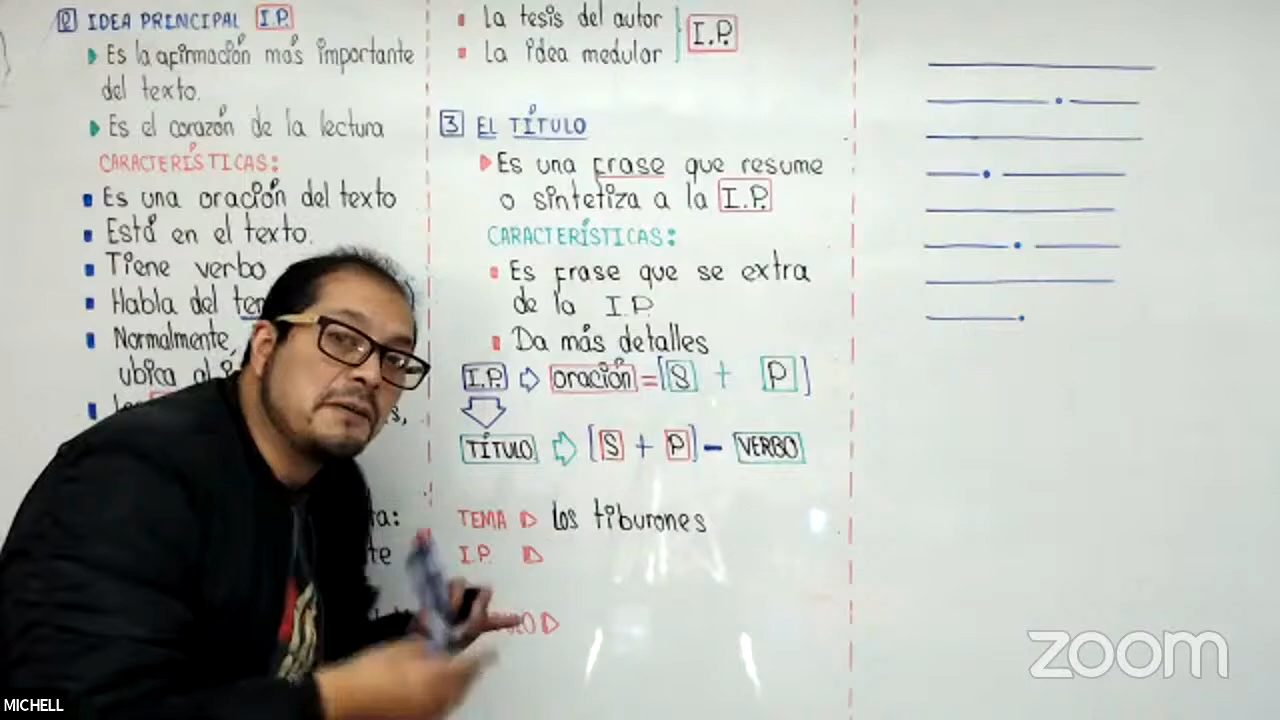 2 IDEA PRINCIPAL I.P.
Es la afirmación más importante
del texto.
Es el corazón de la lectura
CARACTERÍSTICAS:
Es una oración del texto
Está en el texto.
Tiene verbo
Habla del
Normalmente,
ubica al
La tesis del autor
La idea medular
I.P.
3 EL TÍTULO
Es una frase que resume
o sintetiza a la I.P.
CARACTERÍSTICAS:
Es frase que se extra
de la I.P.
Da más detalles
I.P. ⇨ oración = [S + P]
TÍTULO ⇨ [S + P] - VERBO
TEMA ▷ los tiburones
I.P. ▷
zoom
MICHELL